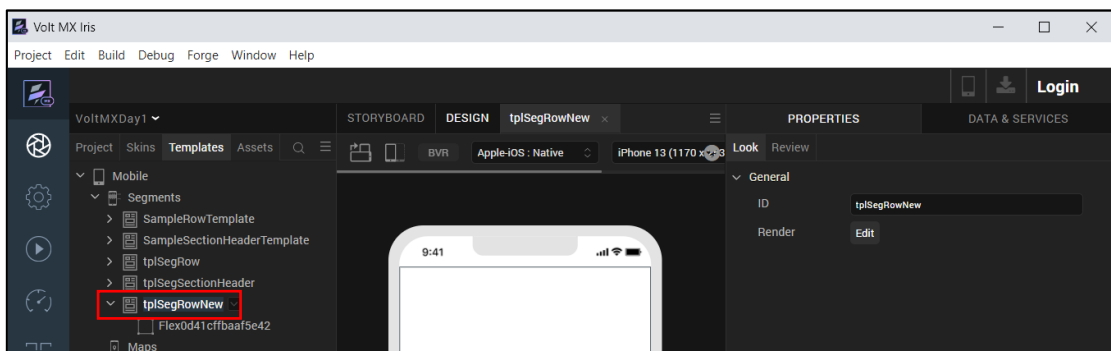 Volt MX Iris
Project Edit Build Debug Forge Window Help
Login
VoltMXDay1
STORYBOARD DESIGN tplSegRowNew
PROPERTIES DATA & SERVICES
Project Skins Templates Assets
BVR Apple-iOS : Native iPhone 13 (1170 x
Look Review
Mobile
General
Segments
ID tplSegRowNew
SampleRowTemplate
Render Edit
SampleSectionHeaderTemplate
9:41
tplSegRow
tplSegSectionHeader
tplSegRowNew
Flex0d41cffbaaf5e42
Maps